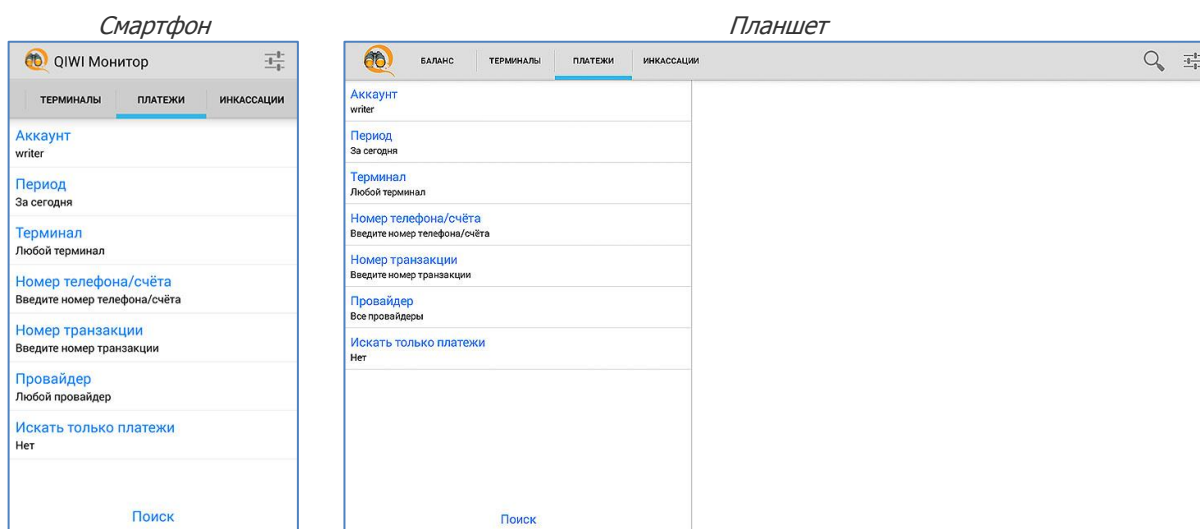 Смартфон
QIWI Монитор
ТЕРМИНАЛЫ ПЛАТЕЖИ ИНКАССАЦИИ
Аккаунт
writer
Период
За сегодня
Терминал
Любой терминал
Номер телефона/счёта
Введите номер телефона/счёта
Номер транзакции
Введите номер транзакции
Провайдер
Любой провайдер
Искать только платежи
Нет
Поиск
Планшет
БАЛАНС ТЕРМИНАЛЫ ПЛАТЕЖИ ИНКАССАЦИИ
Аккаунт
writer
Период
За сегодня
Терминал
Любой терминал
Номер телефона/счёта
Введите номер телефона/счёта
Номер транзакции
Введите номер транзакции
Провайдер
Все провайдеры
Искать только платежи
Нет
Поиск